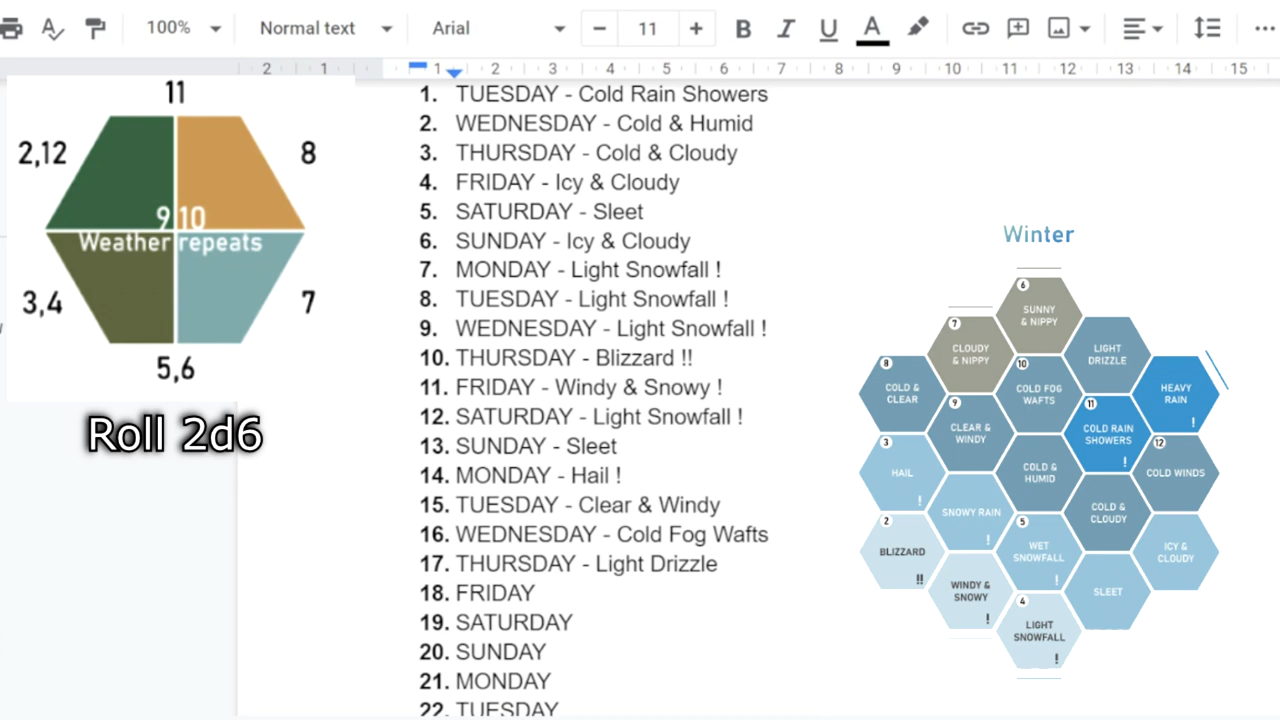 100%
Normal text
Arial
11
B I U A
2 1 1 2 3 4 5 6 7 8 9 10 11 12 13 14 15
11
2,12
8
9 10
Weather repeats
3,4
7
5,6
Roll 2d6
1. TUESDAY - Cold Rain Showers
2. WEDNESDAY - Cold & Humid
3. THURSDAY - Cold & Cloudy
4. FRIDAY - Icy & Cloudy
5. SATURDAY - Sleet
6. SUNDAY - Icy & Cloudy
7. MONDAY - Light Snowfall !
8. TUESDAY - Light Snowfall !
9. WEDNESDAY - Light Snowfall !
10. THURSDAY - Blizzard !!
11. FRIDAY - Windy & Snowy !
12. SATURDAY - Light Snowfall !
13. SUNDAY - Sleet
14. MONDAY - Hail !
15. TUESDAY - Clear & Windy
16. WEDNESDAY - Cold Fog Wafts
17. THURSDAY - Light Drizzle
18. FRIDAY
19. SATURDAY
20. SUNDAY
21. MONDAY
22. TUESDAY
Winter
6
SUNNY
& NIPPY
7
CLOUDY
& NIPPY
LIGHT
DRIZZLE
8
COLD &
CLEAR
10
COLD FOG
WAFTS
HEAVY
RAIN
!
9
CLEAR &
WINDY
11
COLD RAIN
SHOWERS
!
3
HAIL
!
COLD &
HUMID
12
COLD WINDS
SNOWY RAIN
!
COLD &
CLOUDY
2
BLIZZARD
!!
5
WET
SNOWFALL
!
ICY &
CLOUDY
WINDY &
SNOWY
!
SLEET
4
LIGHT
SNOWFALL
!